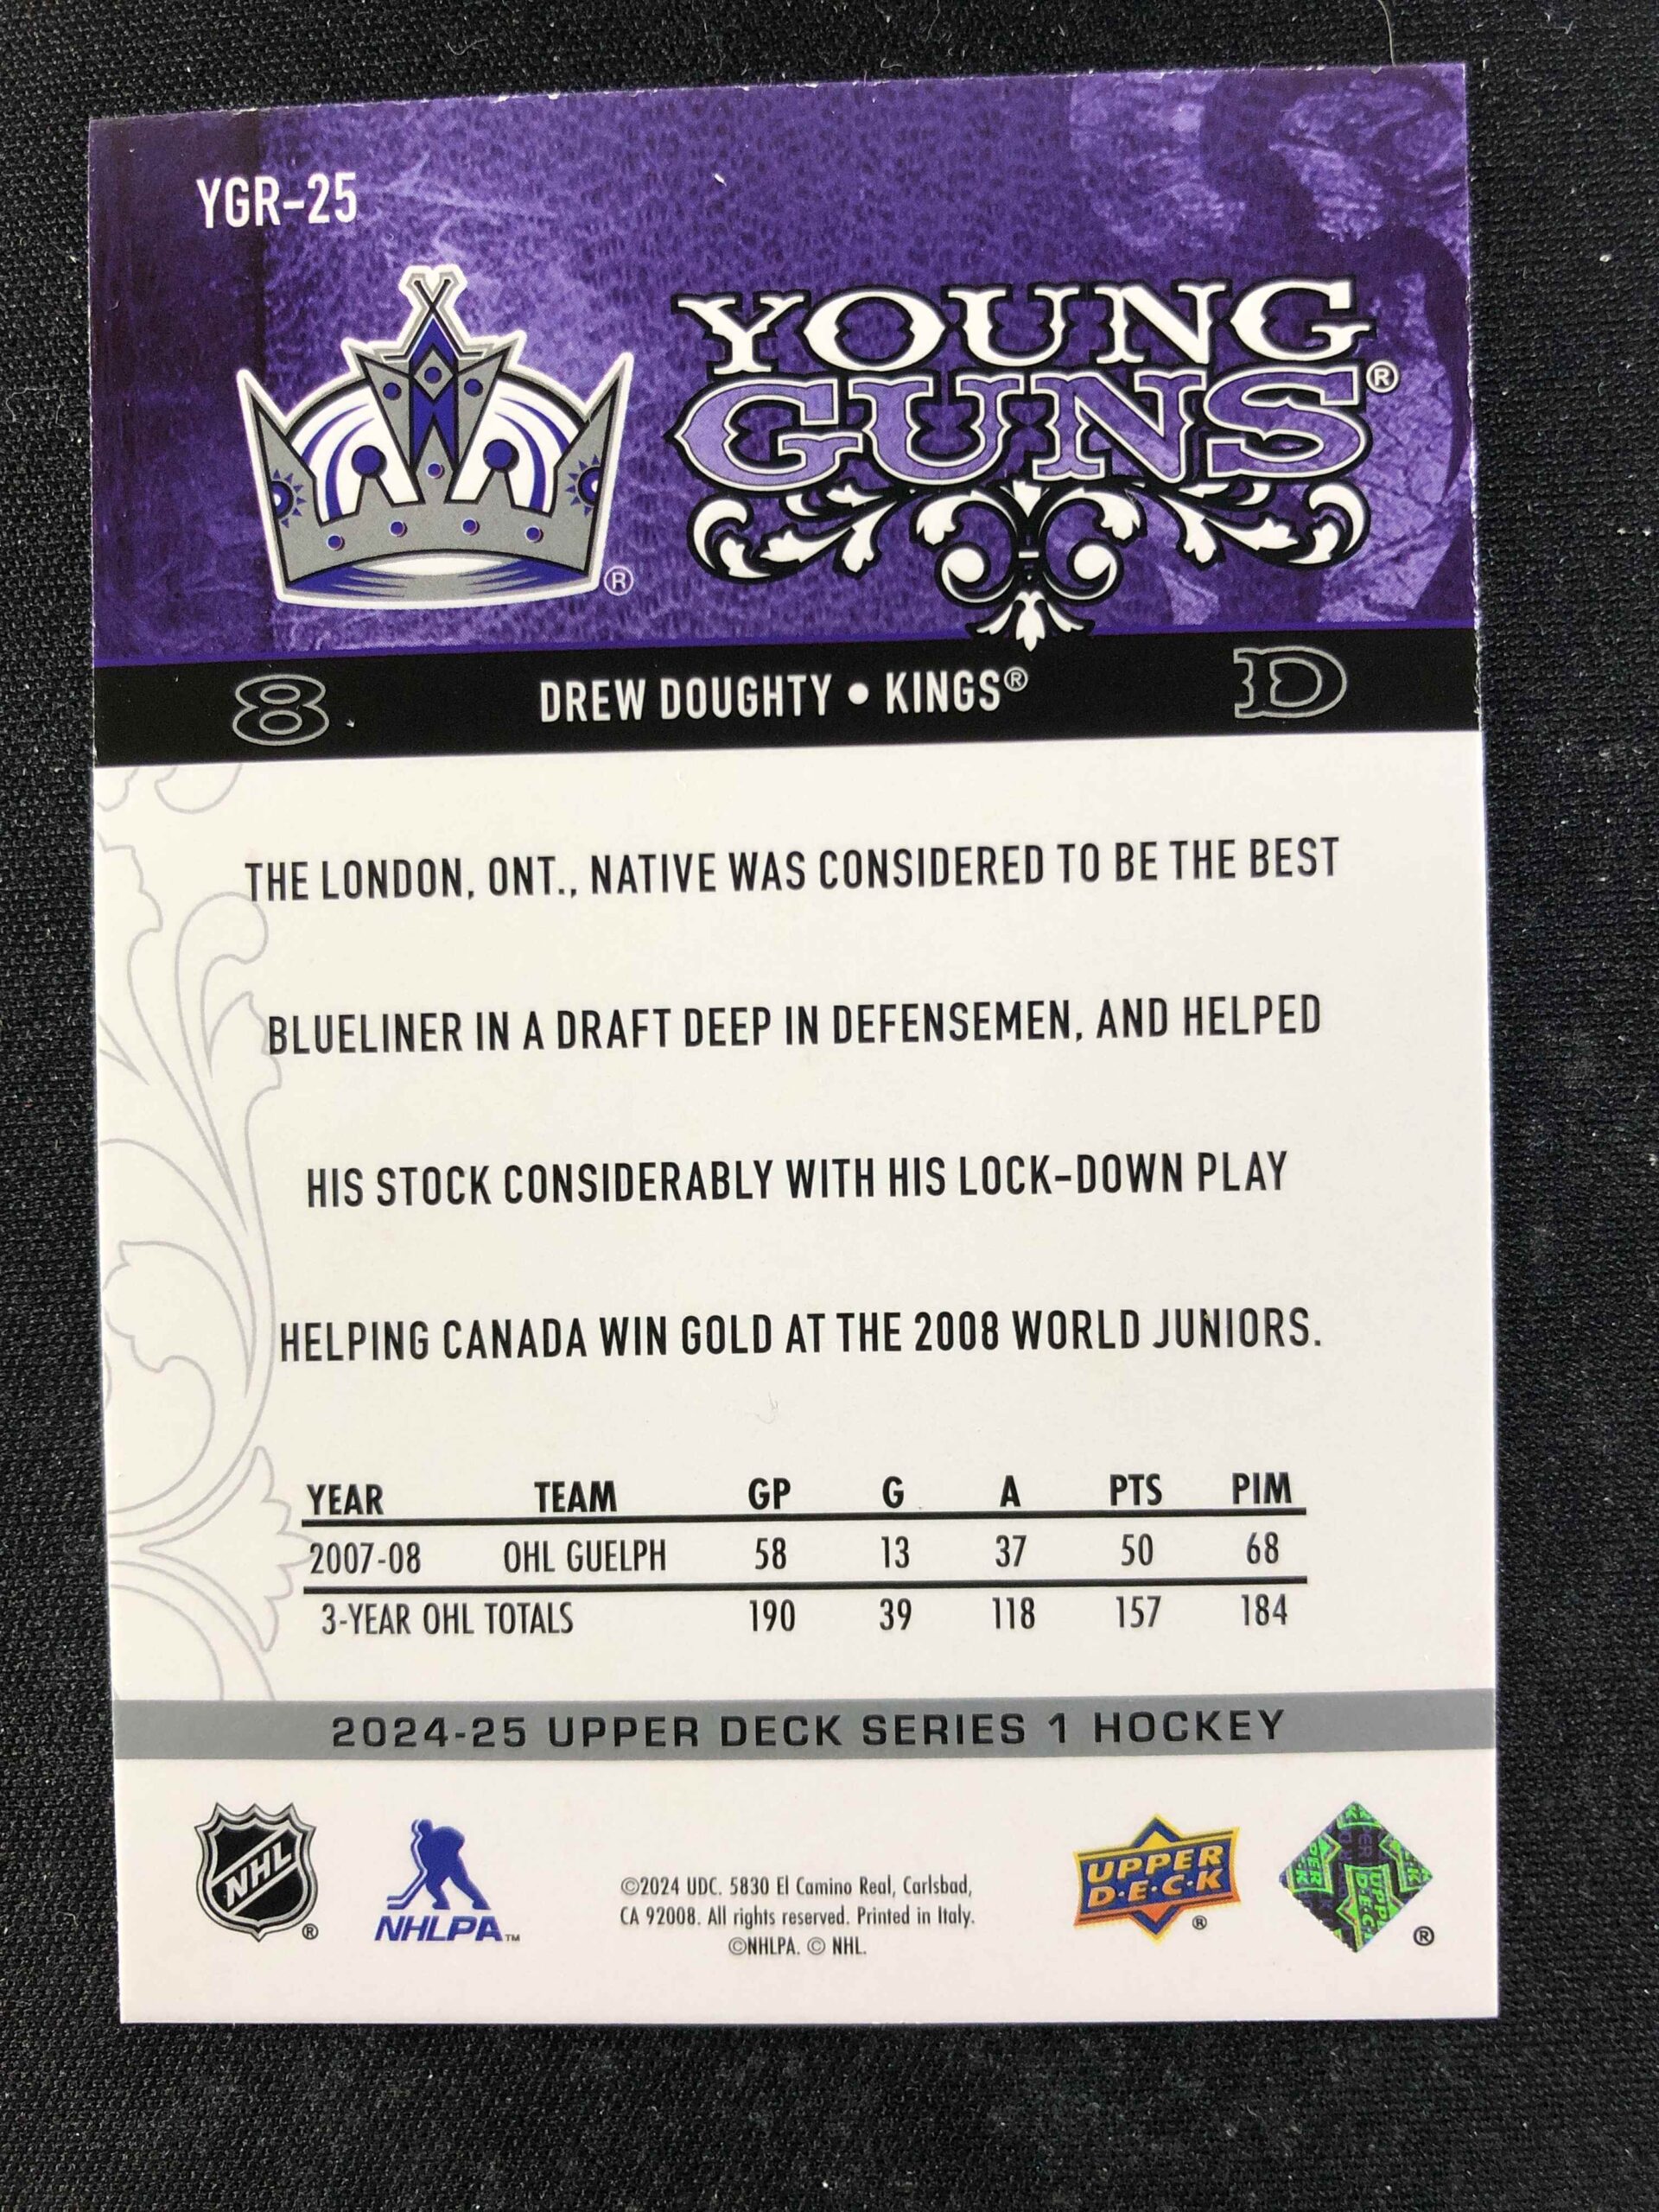 YGR-25
YOUNG
GUNS®
®
8 DREW DOUGHTY • KINGS® D
THE LONDON, ONT., NATIVE WAS CONSIDERED TO BE THE BEST
BLUELINER IN A DRAFT DEEP IN DEFENSEMEN, AND HELPED
HIS STOCK CONSIDERABLY WITH HIS LOCK-DOWN PLAY
HELPING CANADA WIN GOLD AT THE 2008 WORLD JUNIORS.
YEAR TEAM GP G A PTS PIM
2007-08 OHL GUELPH 58 13 37 50 68
3-YEAR OHL TOTALS 190 39 118 157 184
2024-25 UPPER DECK SERIES 1 HOCKEY
NHL®
NHLPA™
©2024 UDC. 5830 El Camino Real, Carlsbad,
CA 92008. All rights reserved. Printed in Italy.
©NHLPA. © NHL.
UPPER
D·E·C·K®
®